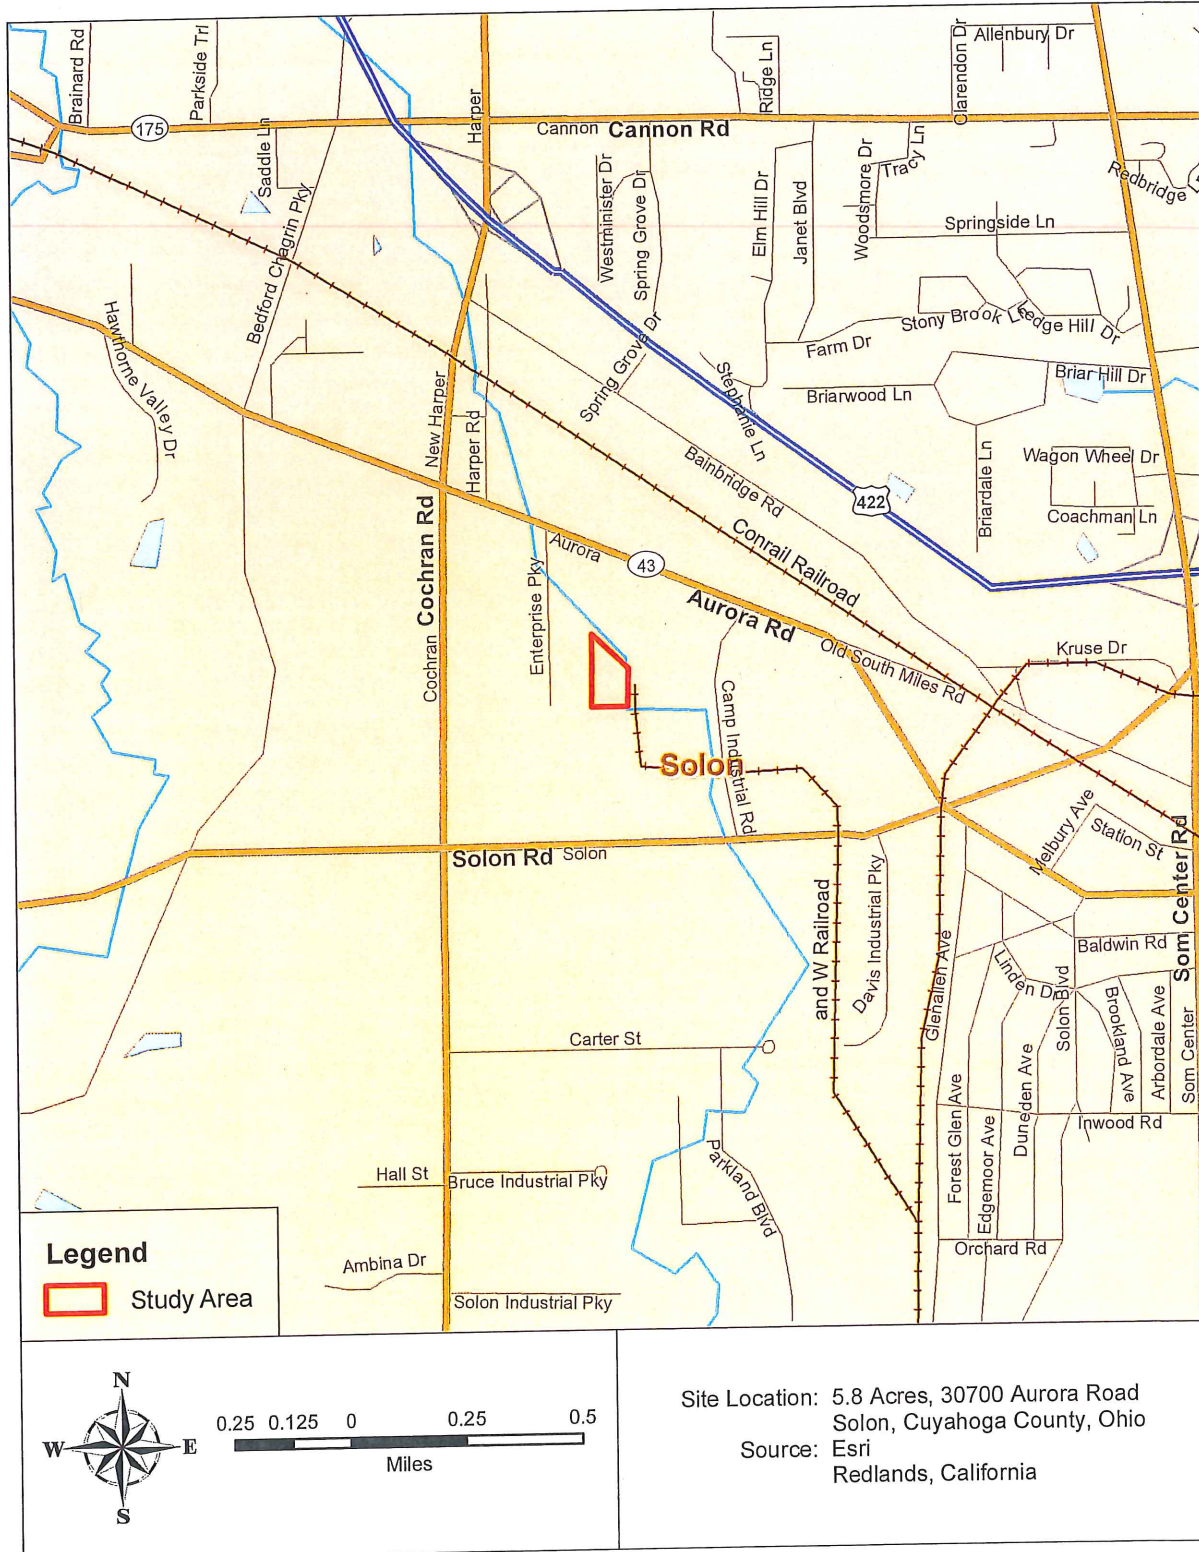 Brainard Rd
Parkside Trl
175
Saddle Ln
Bedford Chagrin Pky
Harper
Cannon
Cannon Rd
Ridge Ln
Clarendon Dr
Allenbury Dr
Westminister Dr
Spring Grove Dr
Elm Hill Dr
Janet Blvd
Woodsmore Dr
Tracy Ln
Redbridge
Springside Ln
Stony Brook Ln
Ledge Hill Dr
Hawthorne Valley Dr
Spring Grove Dr
Farm Dr
Stephanie Ln
Briarwood Ln
Briar Hill Dr
New Harper
Harper Rd
Bainbridge Rd
422
Briardale Ln
Wagon Wheel Dr
Coachman Ln
Conrail Railroad
Aurora
43
Aurora Rd
Cochran Rd
Cochran
Enterprise Pky
Old South Miles Rd
Kruse Dr
Camp Industrial Rd
Solon
Melbury Ave
Station St
Solon Rd
Solon
Som Center Rd
and W Railroad
Davis Industrial Pky
Glenallen Ave
Linden Dr
Solon Blvd
Baldwin Rd
Brookland Ave
Arbordale Ave
Som Center
Carter St
Forest Glen Ave
Edgemoor Ave
Duneden Ave
Inwood Rd
Hall St
Bruce Industrial Pky
Parkland Blvd
Orchard Rd
Ambina Dr
Solon Industrial Pky
Legend
Study Area
N
W E
S
0.25 0.125 0 0.25 0.5
Miles
Site Location: 5.8 Acres, 30700 Aurora Road
Solon, Cuyahoga County, Ohio
Source: Esri
Redlands, California